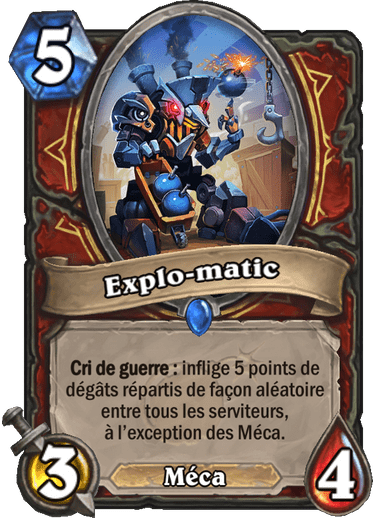 5
Explo-matic
Cri de guerre : inflige 5 points de
dégâts répartis de façon aléatoire
entre tous les serviteurs,
à l'exception des Méca.
3
Méca
4